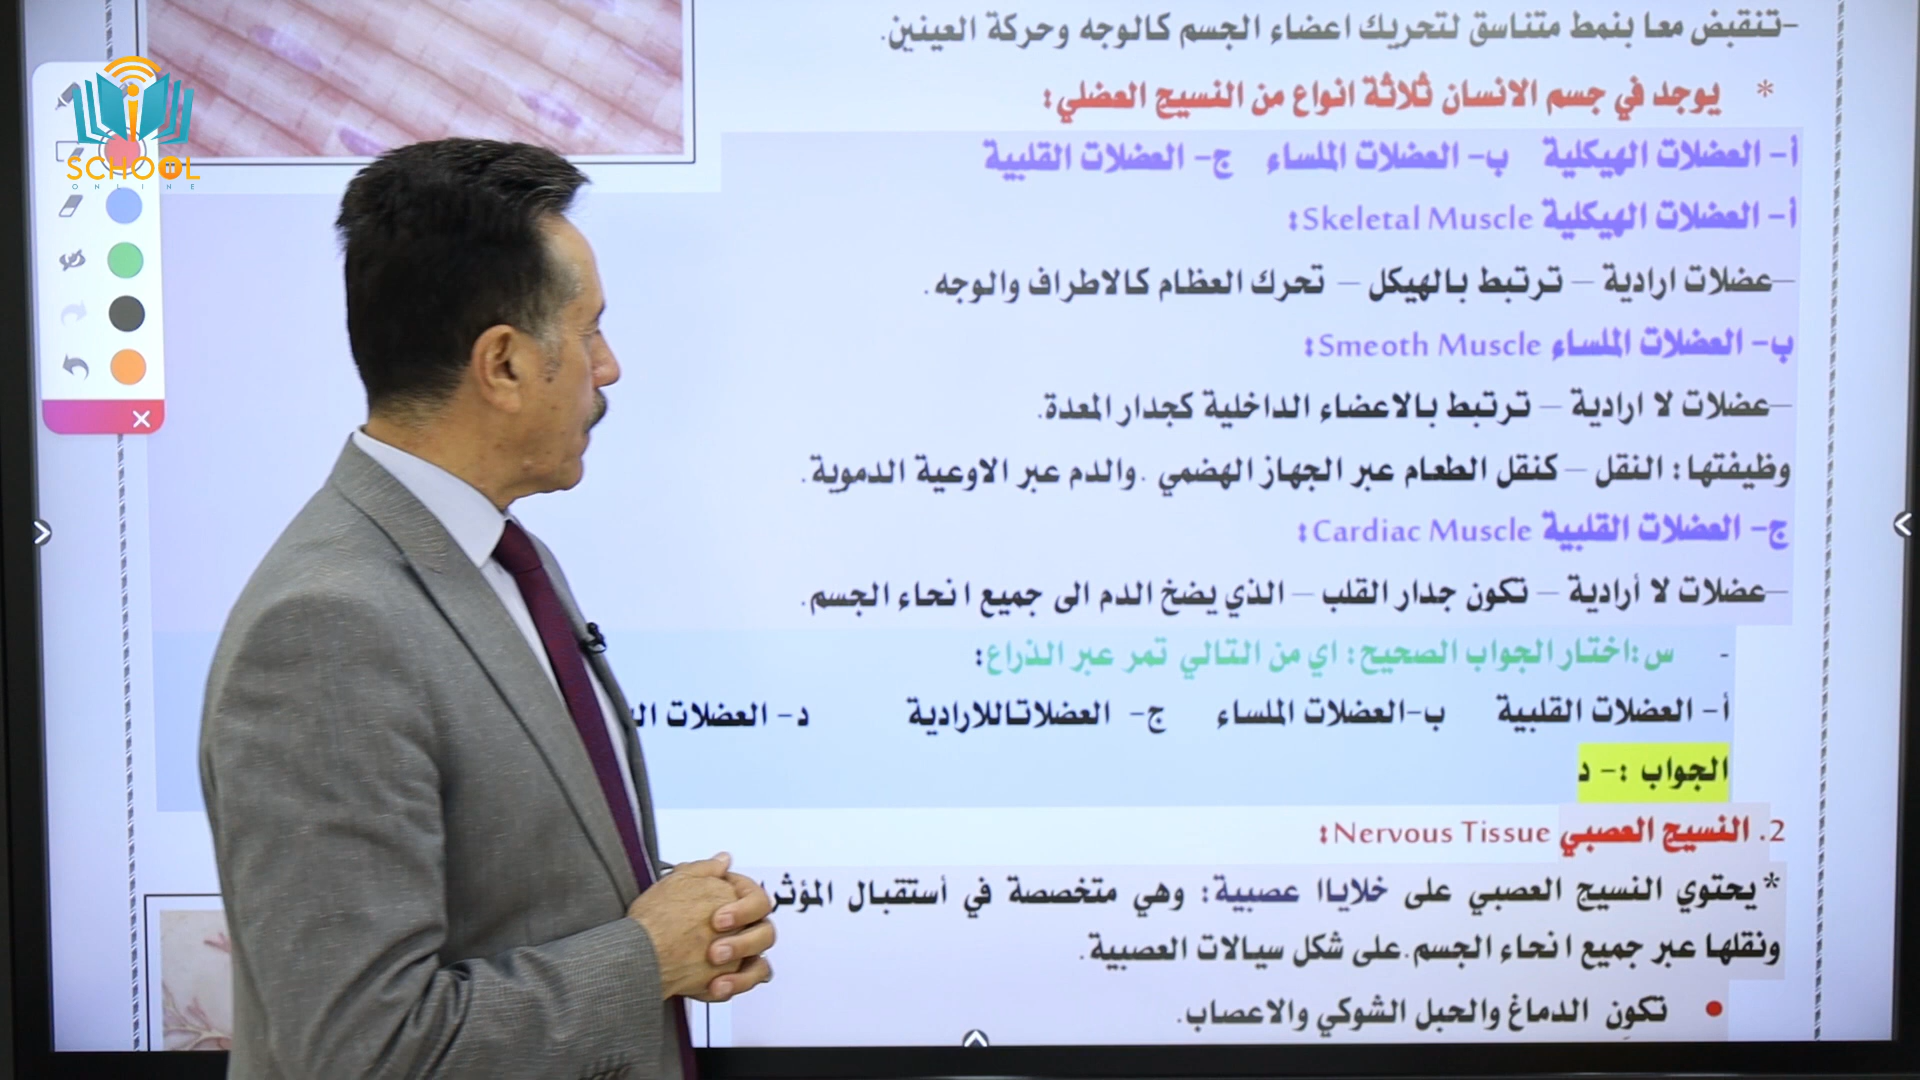 -تنقبض معا بنمط متناسق لتحريك اعضاء الجسم كالوجه وحركة العينين.
* يوجد في جسم الانسان ثلاثة انواع من النسيج العضلي:
أ- العضلات الهيكلية ب- العضلات الملساء ج- العضلات القلبية
أ- العضلات الهيكلية Skeletal Muscle:
–عضلات ارادية – ترتبط بالهيكل – تحرك العظام كالاطراف والوجه.
ب- العضلات الملساء Smeoth Muscle:
–عضلات لا ارادية – ترتبط بالاعضاء الداخلية كجدار المعدة.
وظيفتها: النقل – كنقل الطعام عبر الجهاز الهضمي .والدم عبر الاوعية الدموية.
ج- العضلات القلبية Cardiac Muscle:
–عضلات لا أرادية – تكون جدار القلب – الذي يضخ الدم الى جميع انحاء الجسم.
- س:اختار الجواب الصحيح: اي من التالي تمر عبر الذراع:
أ- العضلات القلبية ب-العضلات الملساء ج- العضلاتاللارادية د- العضلات
الجواب :- د
2. النسيج العصبي Nervous Tissue:
*يحتوي النسيج العصبي على خلاياا عصبية: وهي متخصصة في أستقبال
ونقلها عبر جميع انحاء الجسم.على شكل سيالات العصبية.
• تكون الدماغ والحبل الشوكي والاعصاب.
SCHOOL
ONLINE